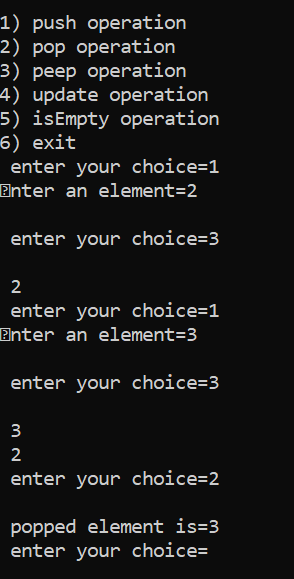 1) push operation
2) pop operation
3) peep operation
4) update operation
5) isEmpty operation
6) exit
enter your choice=1
�nter an element=2
enter your choice=3
2
enter your choice=1
�nter an element=3
enter your choice=3
3
2
enter your choice=2
popped element is=3
enter your choice=